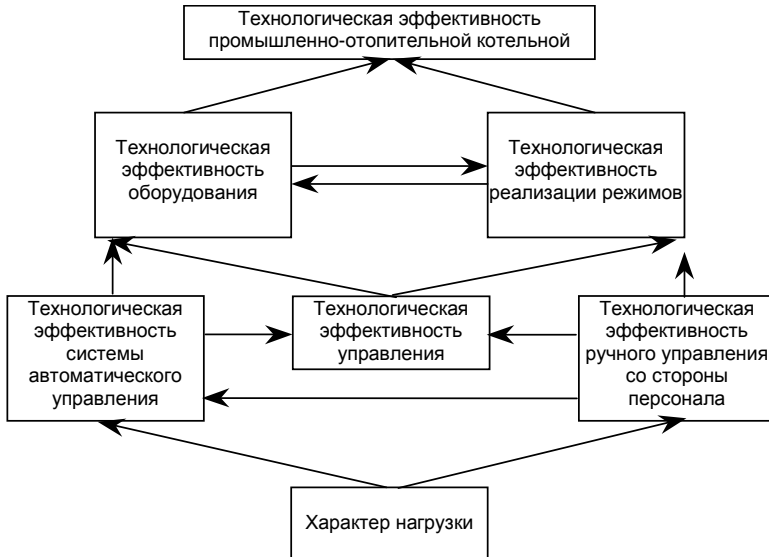 Технологическая эффективность
промышленно-отопительной котельной
Технологическая
эффективность
оборудования
Технологическая
эффективность
реализации режимов
Технологическая
эффективность
системы
автоматического
управления
Технологическая
эффективность
управления
Технологическая
эффективность
ручного управления
со стороны
персонала
Характер нагрузки